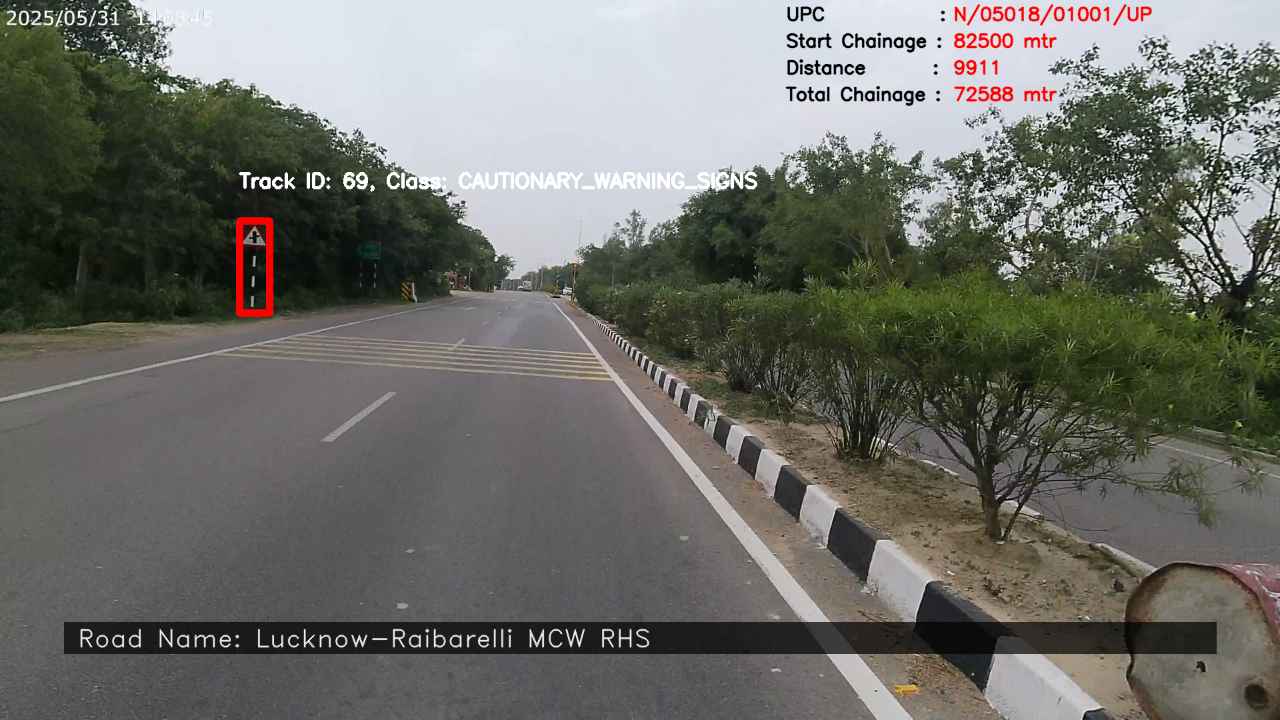 2025/05/31
UPC : N/05018/01001/UP
Start Chainage : 82500 mtr
Distance : 9911
Total Chainage : 72588 mtr
Track ID: 69, Class: CAUTIONARY_WARNING_SIGNS
Road Name: Lucknow-Raibarelli MCW RHS